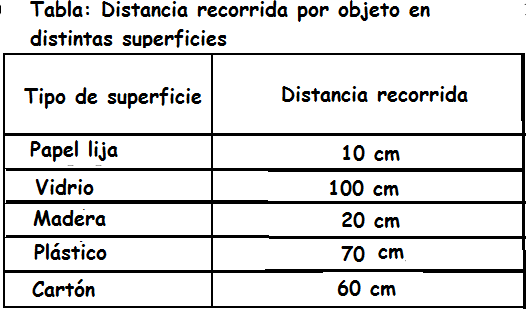 Tabla: Distancia recorrida por objeto en
distintas superficies
Tipo de superficie Distancia recorrida
Papel lija 10 cm
Vidrio 100 cm
Madera 20 cm
Plástico 70 cm
Cartón 60 cm